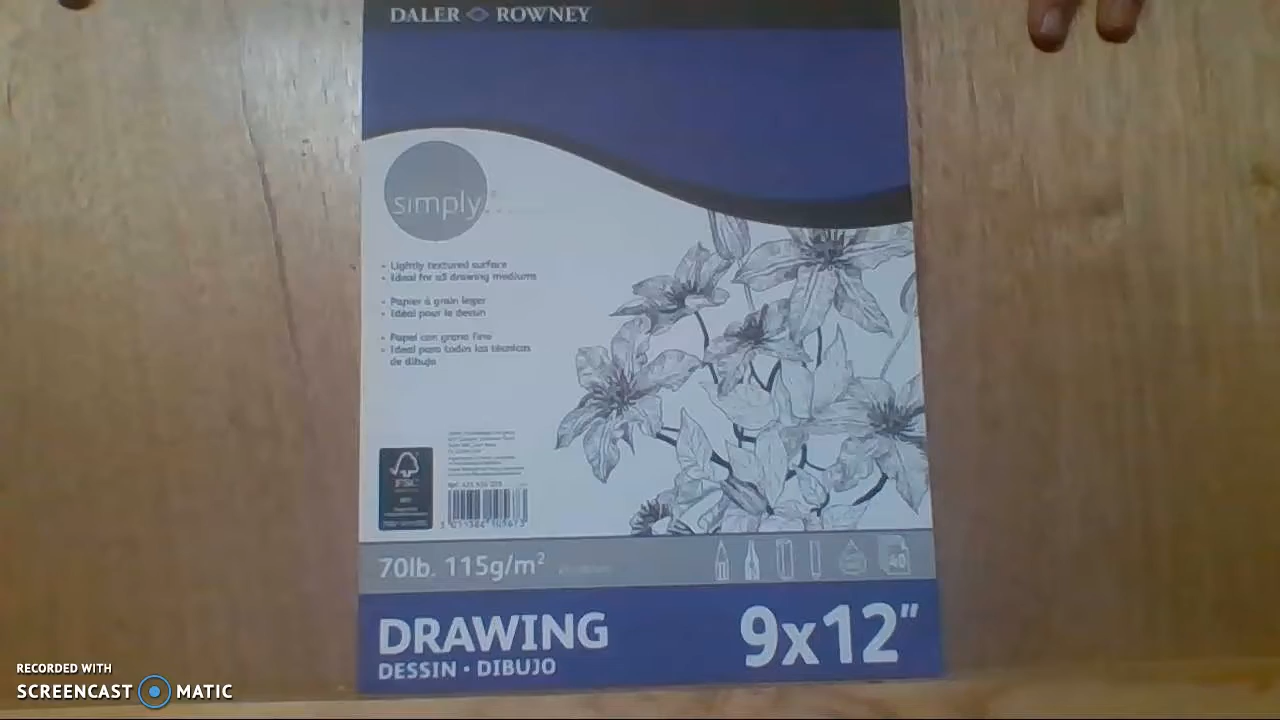 DALER ROWNEY
simply
• Lightly textured surface
• Ideal for all drawing mediums
• Papier à grain léger
• Idéal pour le dessin
• Papel con grano fino
• Ideal para todas las técnicas
de dibujo
FSC
40
70lb. 115g/m²
DRAWING
9x12"
DESSIN • DIBUJO
RECORDED WITH
SCREENCAST MATIC